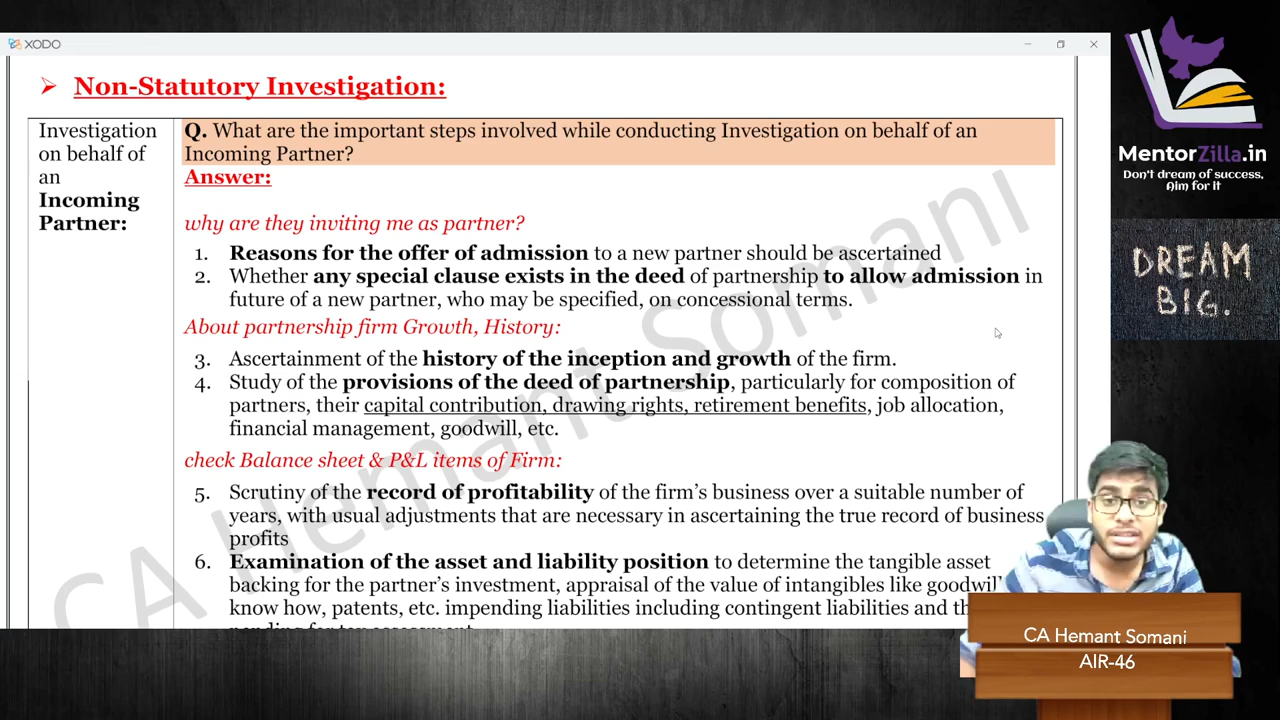 XODO
Non-Statutory Investigation:
Investigation
on behalf of
an
Incoming
Partner:
Q. What are the important steps involved while conducting Investigation on behalf of an
Incoming Partner?
Answer:
why are they inviting me as partner?
1. Reasons for the offer of admission to a new partner should be ascertained
2. Whether any special clause exists in the deed of partnership to allow admission in
future of a new partner, who may be specified, on concessional terms.
About partnership firm Growth, History:
3. Ascertainment of the history of the inception and growth of the firm.
4. Study of the provisions of the deed of partnership, particularly for composition of
partners, their capital contribution, drawing rights, retirement benefits, job allocation,
financial management, goodwill, etc.
check Balance sheet & P&L items of Firm:
5. Scrutiny of the record of profitability of the firm's business over a suitable number of
years, with usual adjustments that are necessary in ascertaining the true record of business
profits
6. Examination of the asset and liability position to determine the tangible asset
backing for the partner's investment, appraisal of the value of intangibles like goodwill
know how, patents, etc. impending liabilities including contingent liabilities and
pending for tax assessment
CA Hemant Somani
MentorZilla.in
Don't dream of success,
Aim for it
DREAM
BIG.
CA Hemant Somani
AIR-46